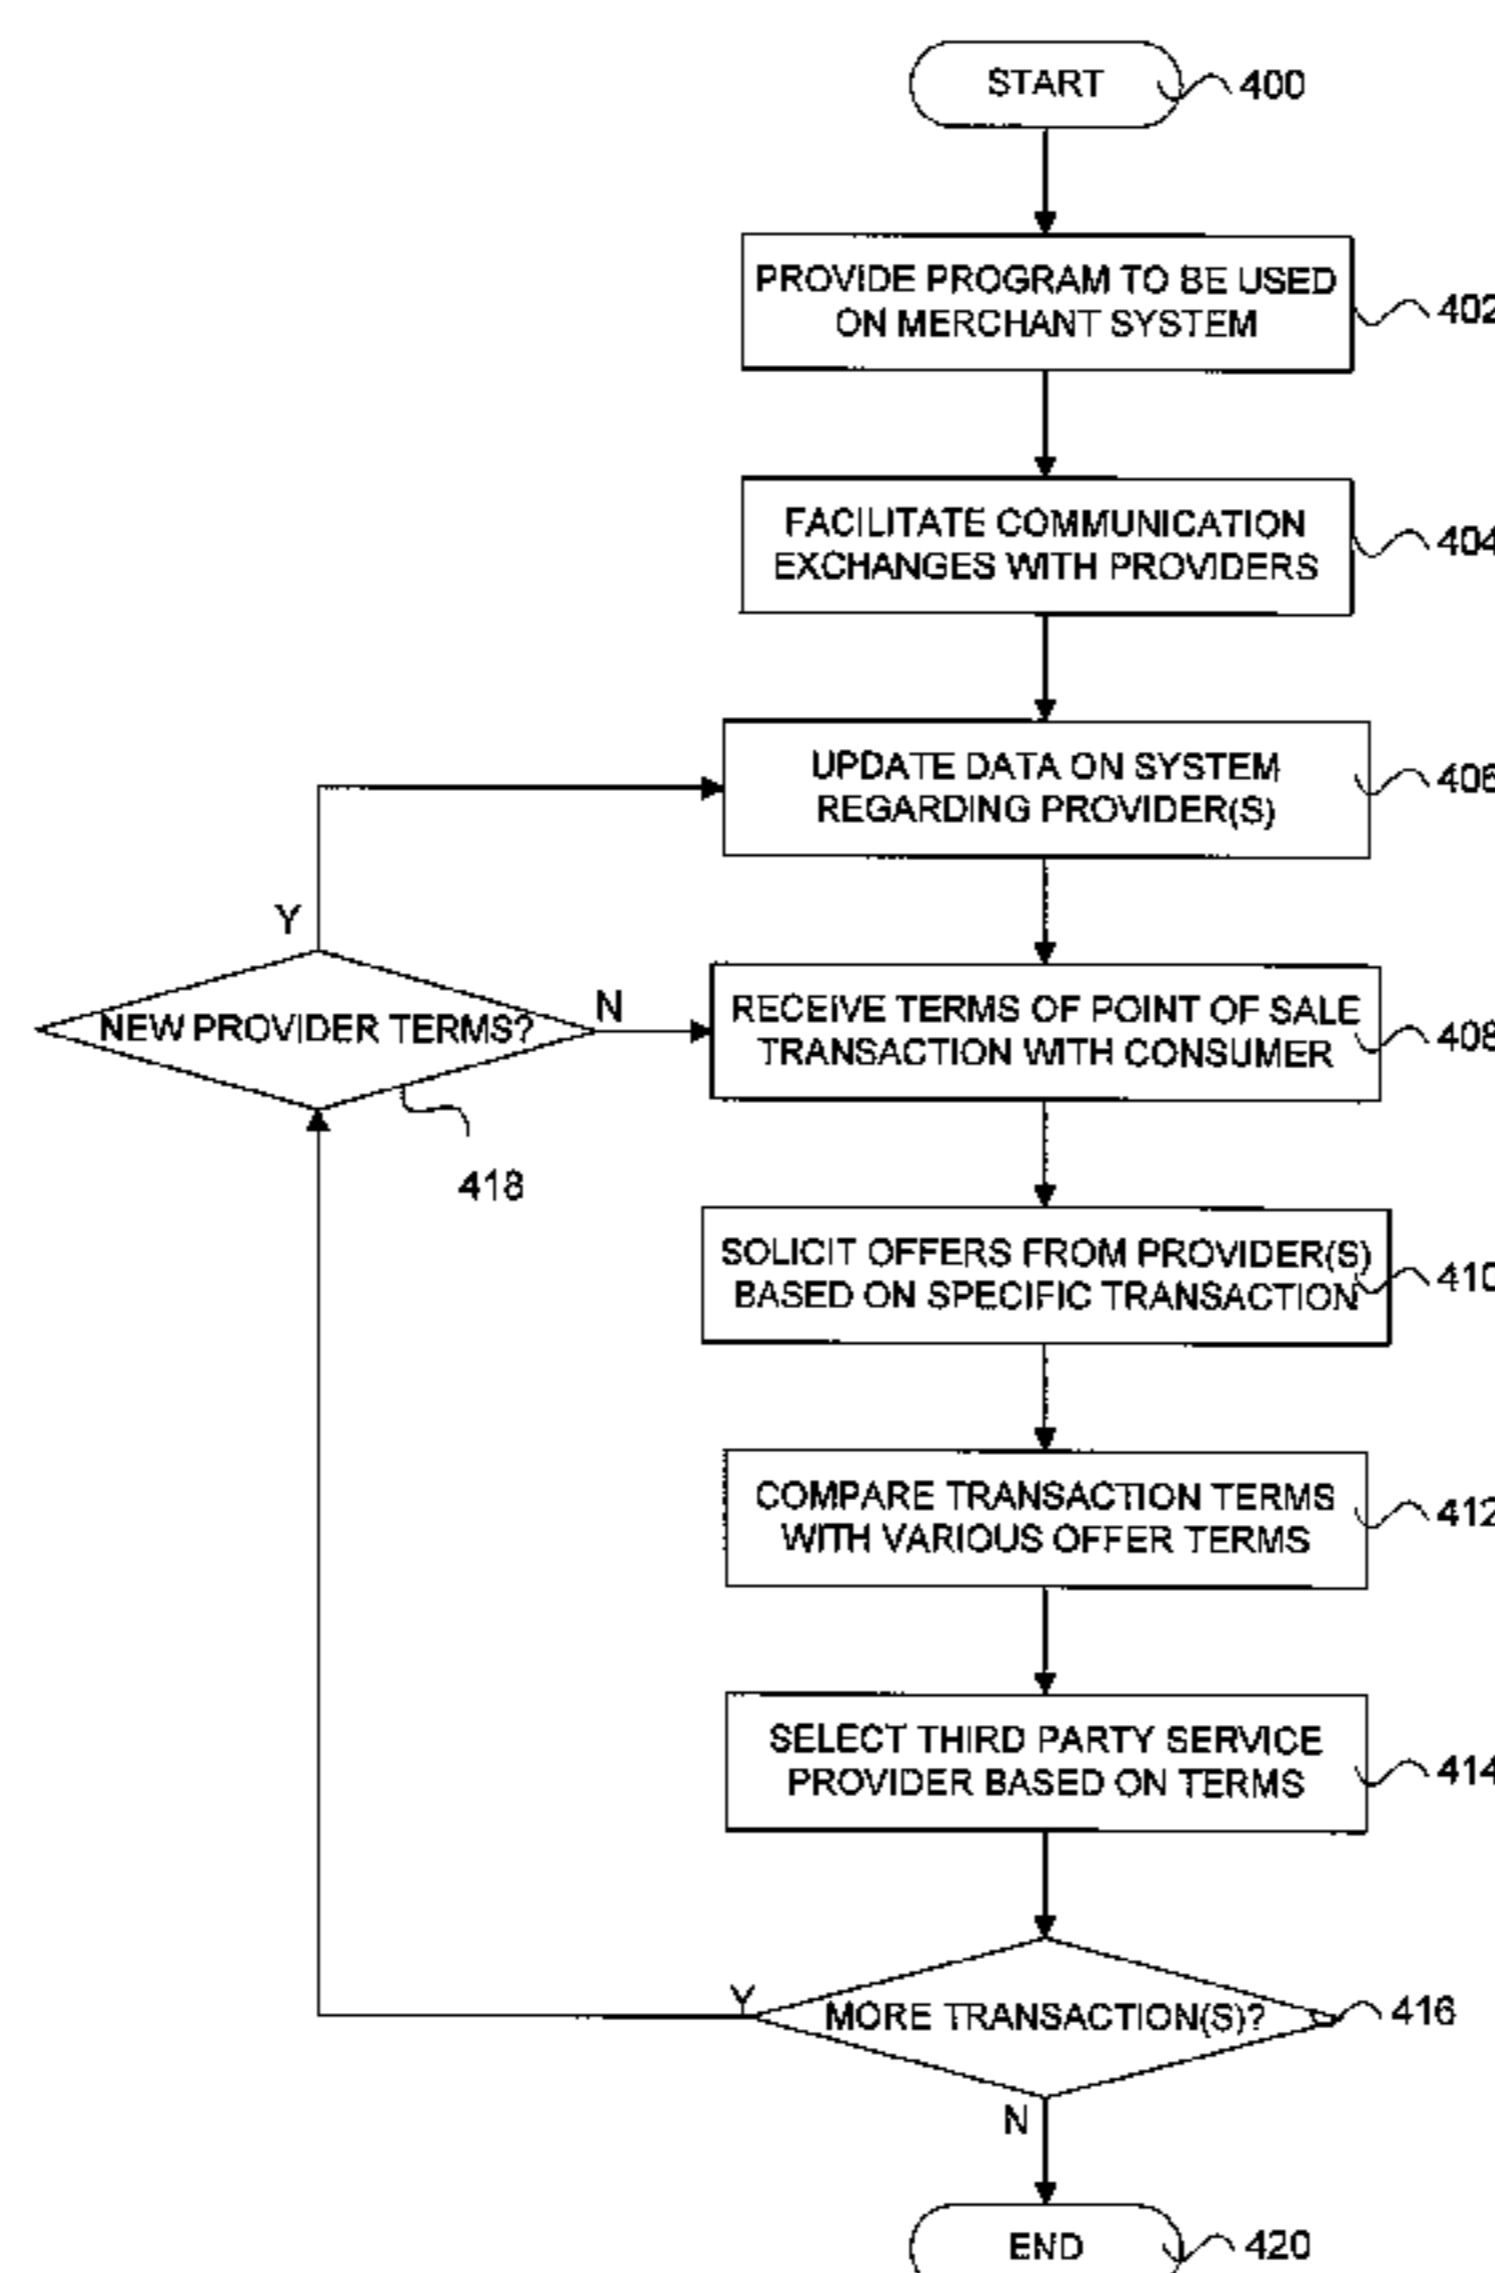 START
400
PROVIDE PROGRAM TO BE USED
ON MERCHANT SYSTEM
402
FACILITATE COMMUNICATION
EXCHANGES WITH PROVIDERS
404
UPDATE DATA ON SYSTEM
REGARDING PROVIDER(S)
406
Y
NEW PROVIDER TERMS?
N
418
RECEIVE TERMS OF POINT OF SALE
TRANSACTION WITH CONSUMER
408
SOLICIT OFFERS FROM PROVIDER(S)
BASED ON SPECIFIC TRANSACTION
410
COMPARE TRANSACTION TERMS
WITH VARIOUS OFFER TERMS
412
SELECT THIRD PARTY SERVICE
PROVIDER BASED ON TERMS
414
Y
MORE TRANSACTION(S)?
416
N
END
420